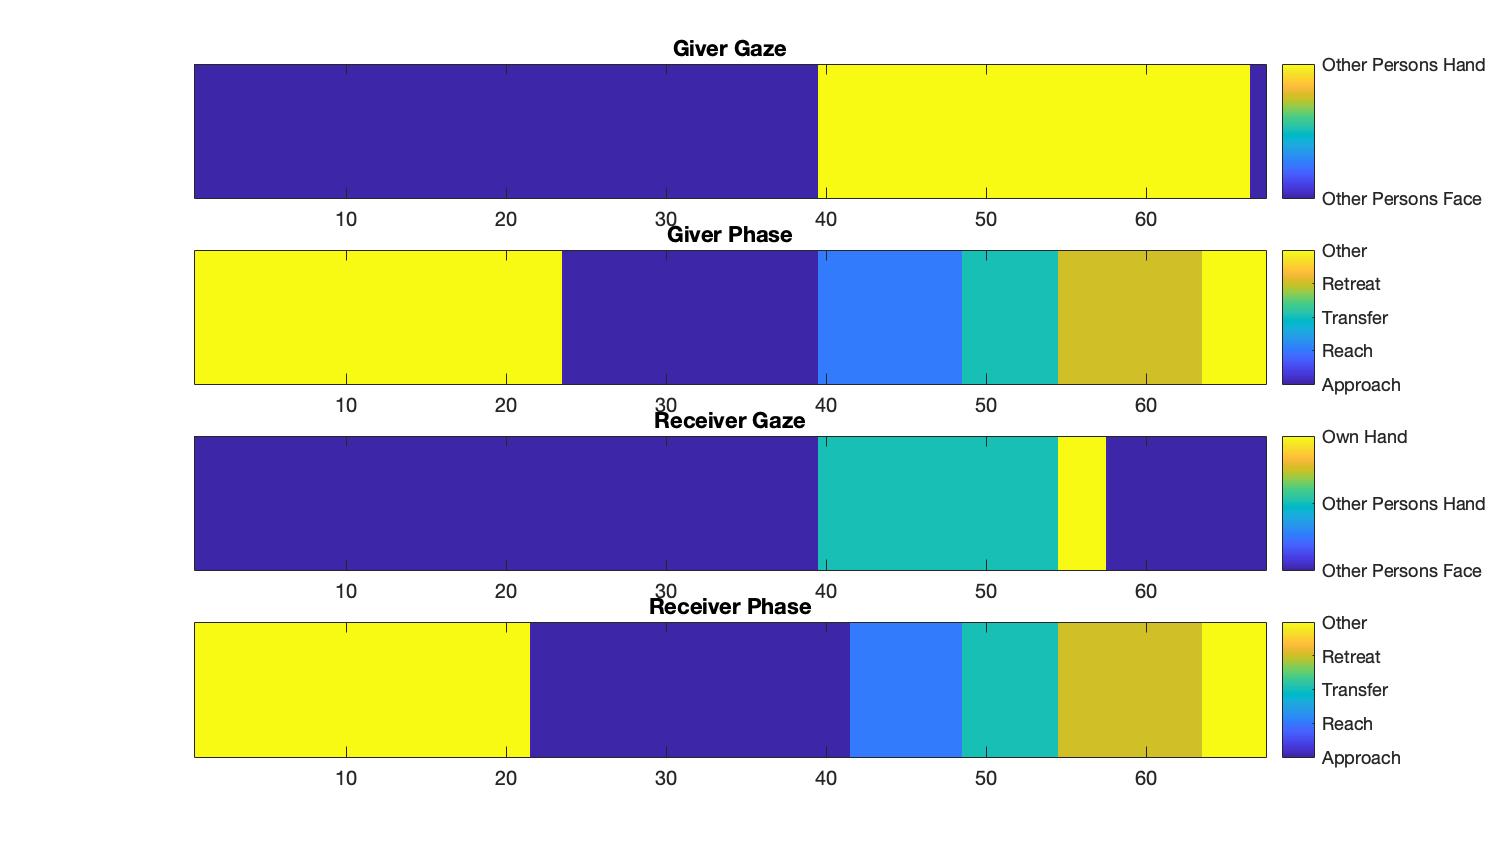 Giver Gaze
Other Persons Hand
Other Persons Face
10 20 30 40 50 60
Giver Phase
Other
Retreat
Transfer
Reach
Approach
10 20 30 40 50 60
Receiver Gaze
Own Hand
Other Persons Hand
Other Persons Face
10 20 30 40 50 60
Receiver Phase
Other
Retreat
Transfer
Reach
Approach
10 20 30 40 50 60